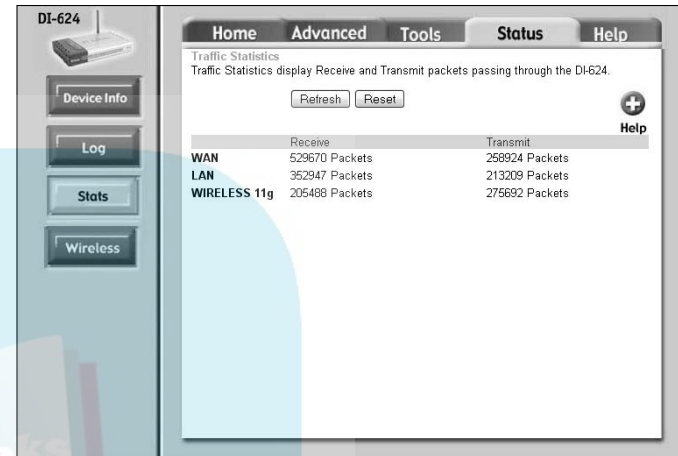 DI-624
Home Advanced Tools Status Help
Device Info
Log
Stats
Wireless
Traffic Statistics
Traffic Statistics display Receive and Transmit packets passing through the DI-624.
Refresh Reset
Help
Receive Transmit
WAN 529670 Packets 258924 Packets
LAN 352947 Packets 213209 Packets
WIRELESS 11g 205488 Packets 275692 Packets